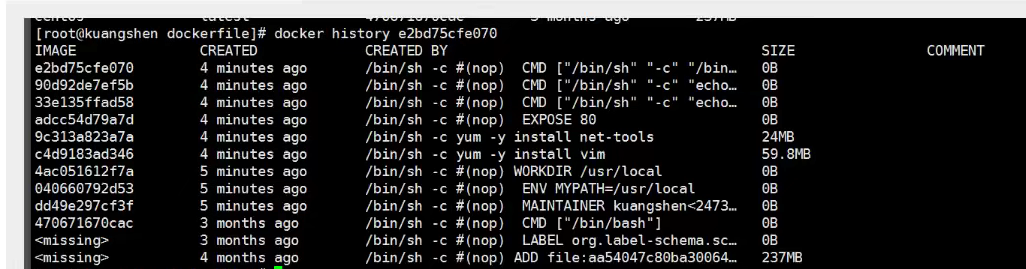 [root@kuangshen dockerfile]# docker history e2bd75cfe070
IMAGE CREATED CREATED BY SIZE COMMENT
e2bd75cfe070 4 minutes ago /bin/sh -c #(nop) CMD ["/bin/sh" "-c" "/bin… 0B
90d92de7ef5b 4 minutes ago /bin/sh -c #(nop) CMD ["/bin/sh" "-c" "echo… 0B
33e135ffad58 4 minutes ago /bin/sh -c #(nop) CMD ["/bin/sh" "-c" "echo… 0B
adcc54d79a7d 4 minutes ago /bin/sh -c #(nop) EXPOSE 80 0B
9c313a823a7a 4 minutes ago /bin/sh -c yum -y install net-tools 24MB
c4d9183ad346 4 minutes ago /bin/sh -c yum -y install vim 59.8MB
4ac051612f7a 5 minutes ago /bin/sh -c #(nop) WORKDIR /usr/local 0B
040660792d53 5 minutes ago /bin/sh -c #(nop) ENV MYPATH=/usr/local 0B
dd49e297cf3f 5 minutes ago /bin/sh -c #(nop) MAINTAINER kuangshen<2473… 0B
470671670cac 3 months ago /bin/sh -c #(nop) CMD ["/bin/bash"] 0B
<missing> 3 months ago /bin/sh -c #(nop) LABEL org.label-schema.sc… 0B
<missing> 4 months ago /bin/sh -c #(nop) ADD file:aa54047c80ba30064… 237MB